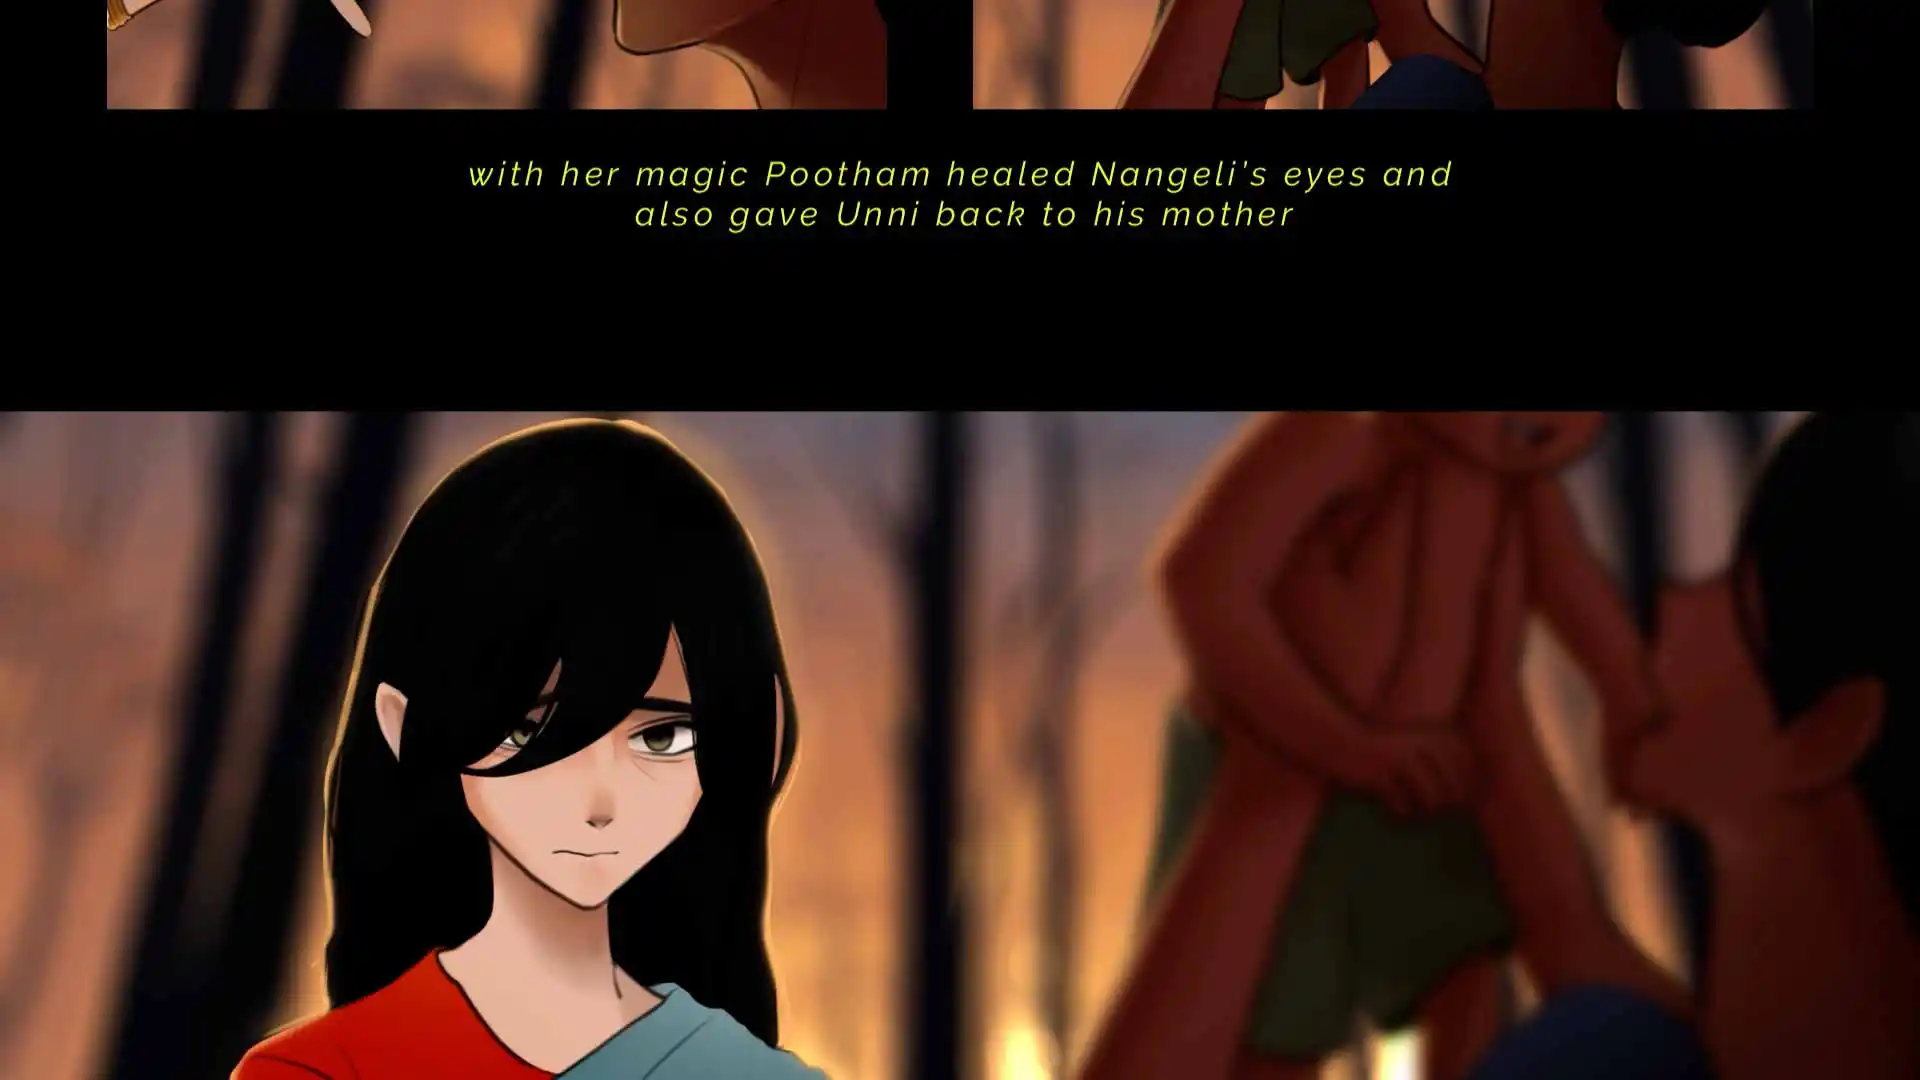 with her magic Pootham healed Nangeli's eyes and
also gave Unni back to his mother